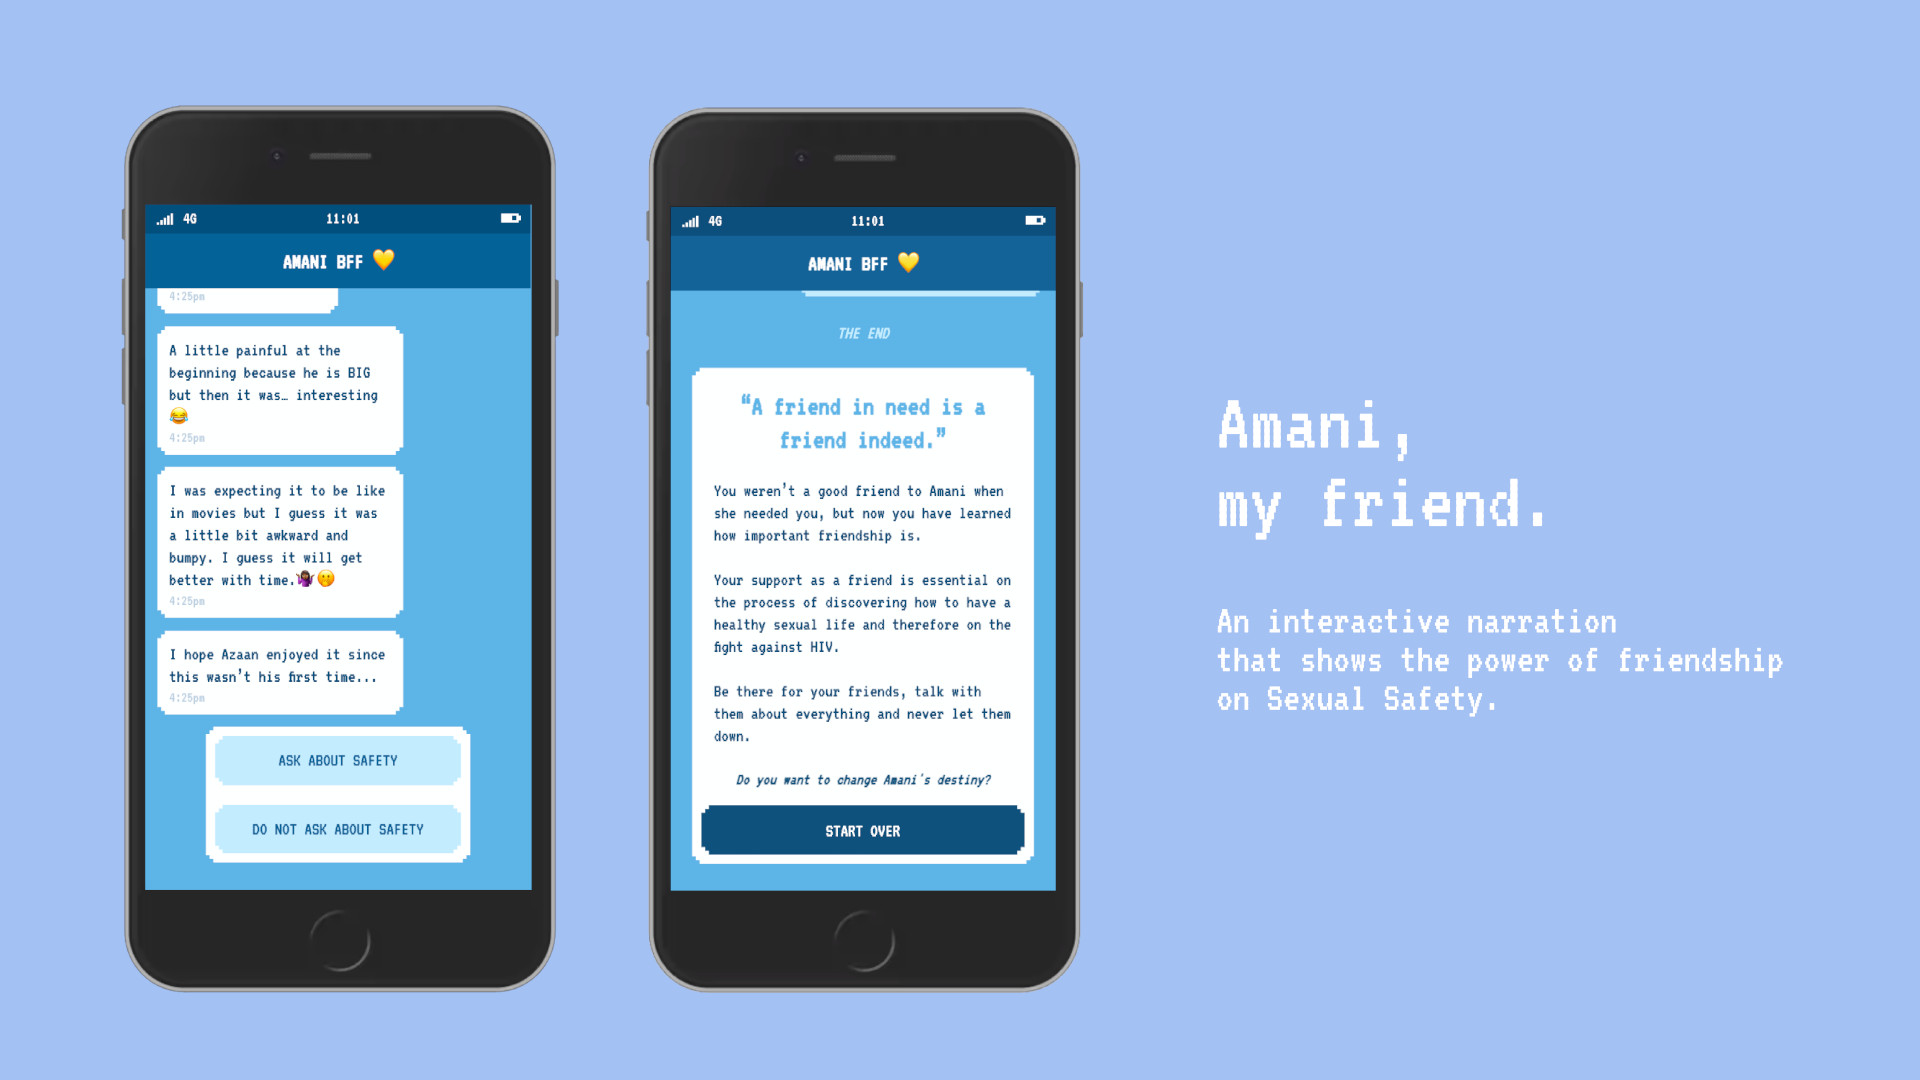 4G 11:01
AMANI BFF 💛
4:25pm
A little painful at the
beginning because he is BIG
but then it was… interesting
😂
4:25pm
I was expecting it to be like
in movies but I guess it was
a little bit awkward and
bumpy. I guess it will get
better with time.🤷🏿‍♀️🤭
4:25pm
I hope Azaan enjoyed it since
this wasn’t his first time...
4:25pm
ASK ABOUT SAFETY
DO NOT ASK ABOUT SAFETY
4G 11:01
AMANI BFF 💛
THE END
“A friend in need is a
friend indeed.”
You weren’t a good friend to Amani when
she needed you, but now you have learned
how important friendship is.
Your support as a friend is essential on
the process of discovering how to have a
healthy sexual life and therefore on the
fight against HIV.
Be there for your friends, talk with
them about everything and never let them
down.
Do you want to change Amani's destiny?
START OVER
Amani,
my friend.
An interactive narration
that shows the power of friendship
on Sexual Safety.